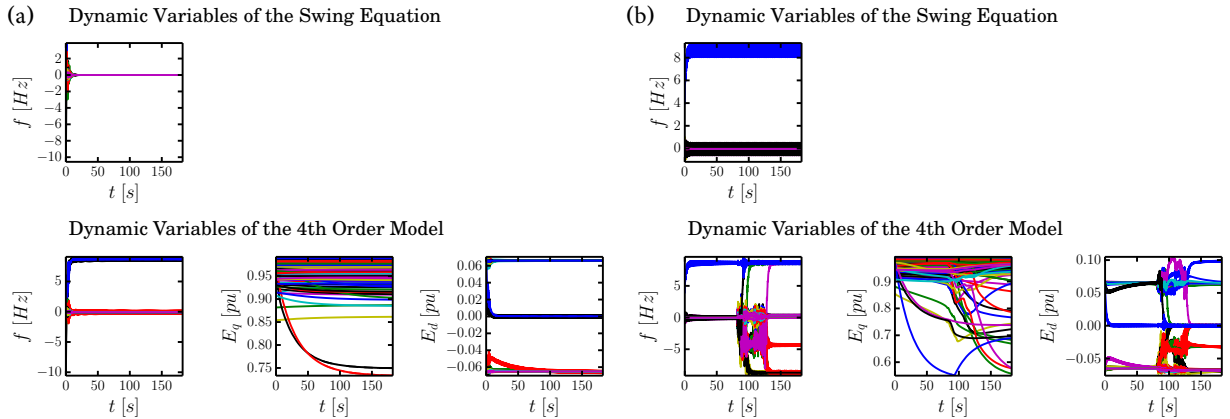 (a) Dynamic Variables of the Swing Equation
f [Hz]
2
0
−2
−4
−6
−8
−10
0 50 100 150
t [s]
Dynamic Variables of the 4th Order Model
f [Hz]
5
0
−5
−10
0 50 100 150
t [s]
E_q [pu]
0.95
0.90
0.85
0.80
0.75
0 50 100 150
t [s]
E_d [pu]
0.06
0.04
0.02
0.00
−0.02
−0.04
−0.06
0 50 100 150
t [s]
(b) Dynamic Variables of the Swing Equation
f [Hz]
8
6
4
2
0
0 50 100 150
t [s]
Dynamic Variables of the 4th Order Model
f [Hz]
5
0
−5
0 50 100 150
t [s]
E_q [pu]
0.9
0.8
0.7
0.6
0 50 100 150
t [s]
E_d [pu]
0.10
0.05
0.00
−0.05
0 50 100 150
t [s]